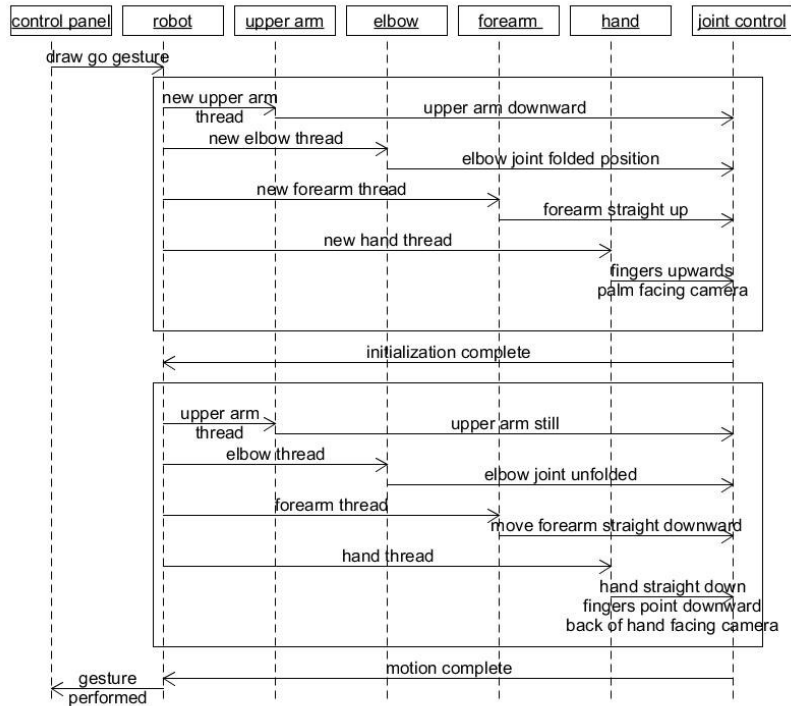 control panel robot upper arm elbow forearm hand joint control
draw go gesture
new upper arm
thread
upper arm downward
new elbow thread
elbow joint folded position
new forearm thread
forearm straight up
new hand thread
fingers upwards
palm facing camera
initialization complete
upper arm
thread
upper arm still
elbow thread
elbow joint unfolded
forearm thread
move forearm straight downward
hand thread
hand straight down
fingers point downward
back of hand facing camera
motion complete
gesture
performed